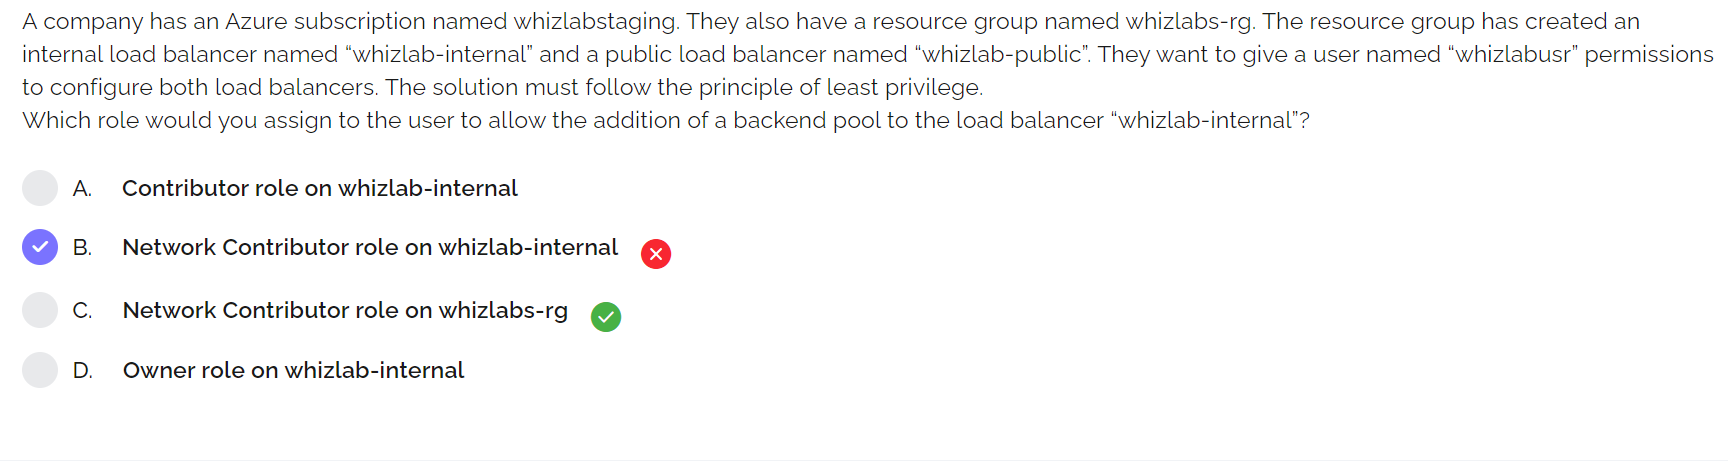 A company has an Azure subscription named whizlabstaging. They also have a resource group named whizlabs-rg. The resource group has created an
internal load balancer named “whizlab-internal” and a public load balancer named “whizlab-public”. They want to give a user named “whizlabusr” permissions
to configure both load balancers. The solution must follow the principle of least privilege.
Which role would you assign to the user to allow the addition of a backend pool to the load balancer “whizlab-internal”?
A. Contributor role on whizlab-internal
B. Network Contributor role on whizlab-internal
C. Network Contributor role on whizlabs-rg
D. Owner role on whizlab-internal